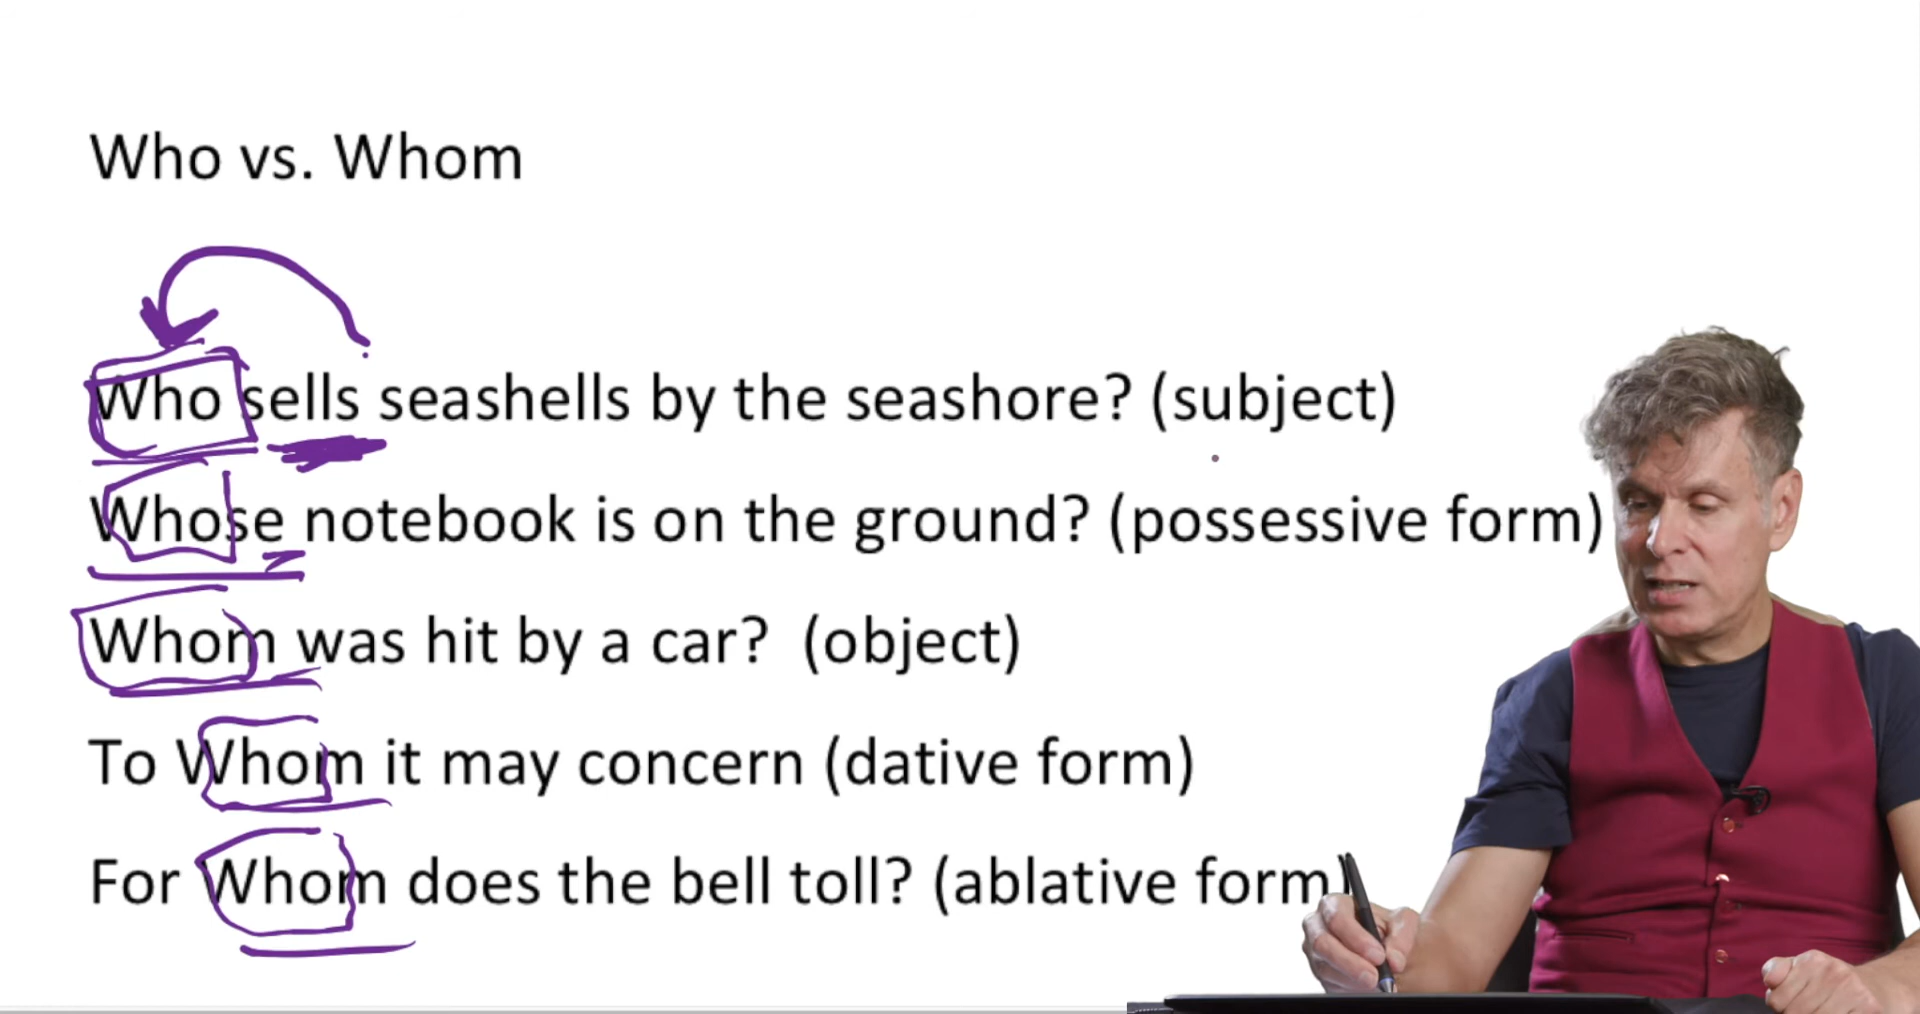 Who vs. Whom
Who sells seashells by the seashore? (subject)
Whose notebook is on the ground? (possessive form)
Whom was hit by a car? (object)
To Whom it may concern (dative form)
For Whom does the bell toll? (ablative form)